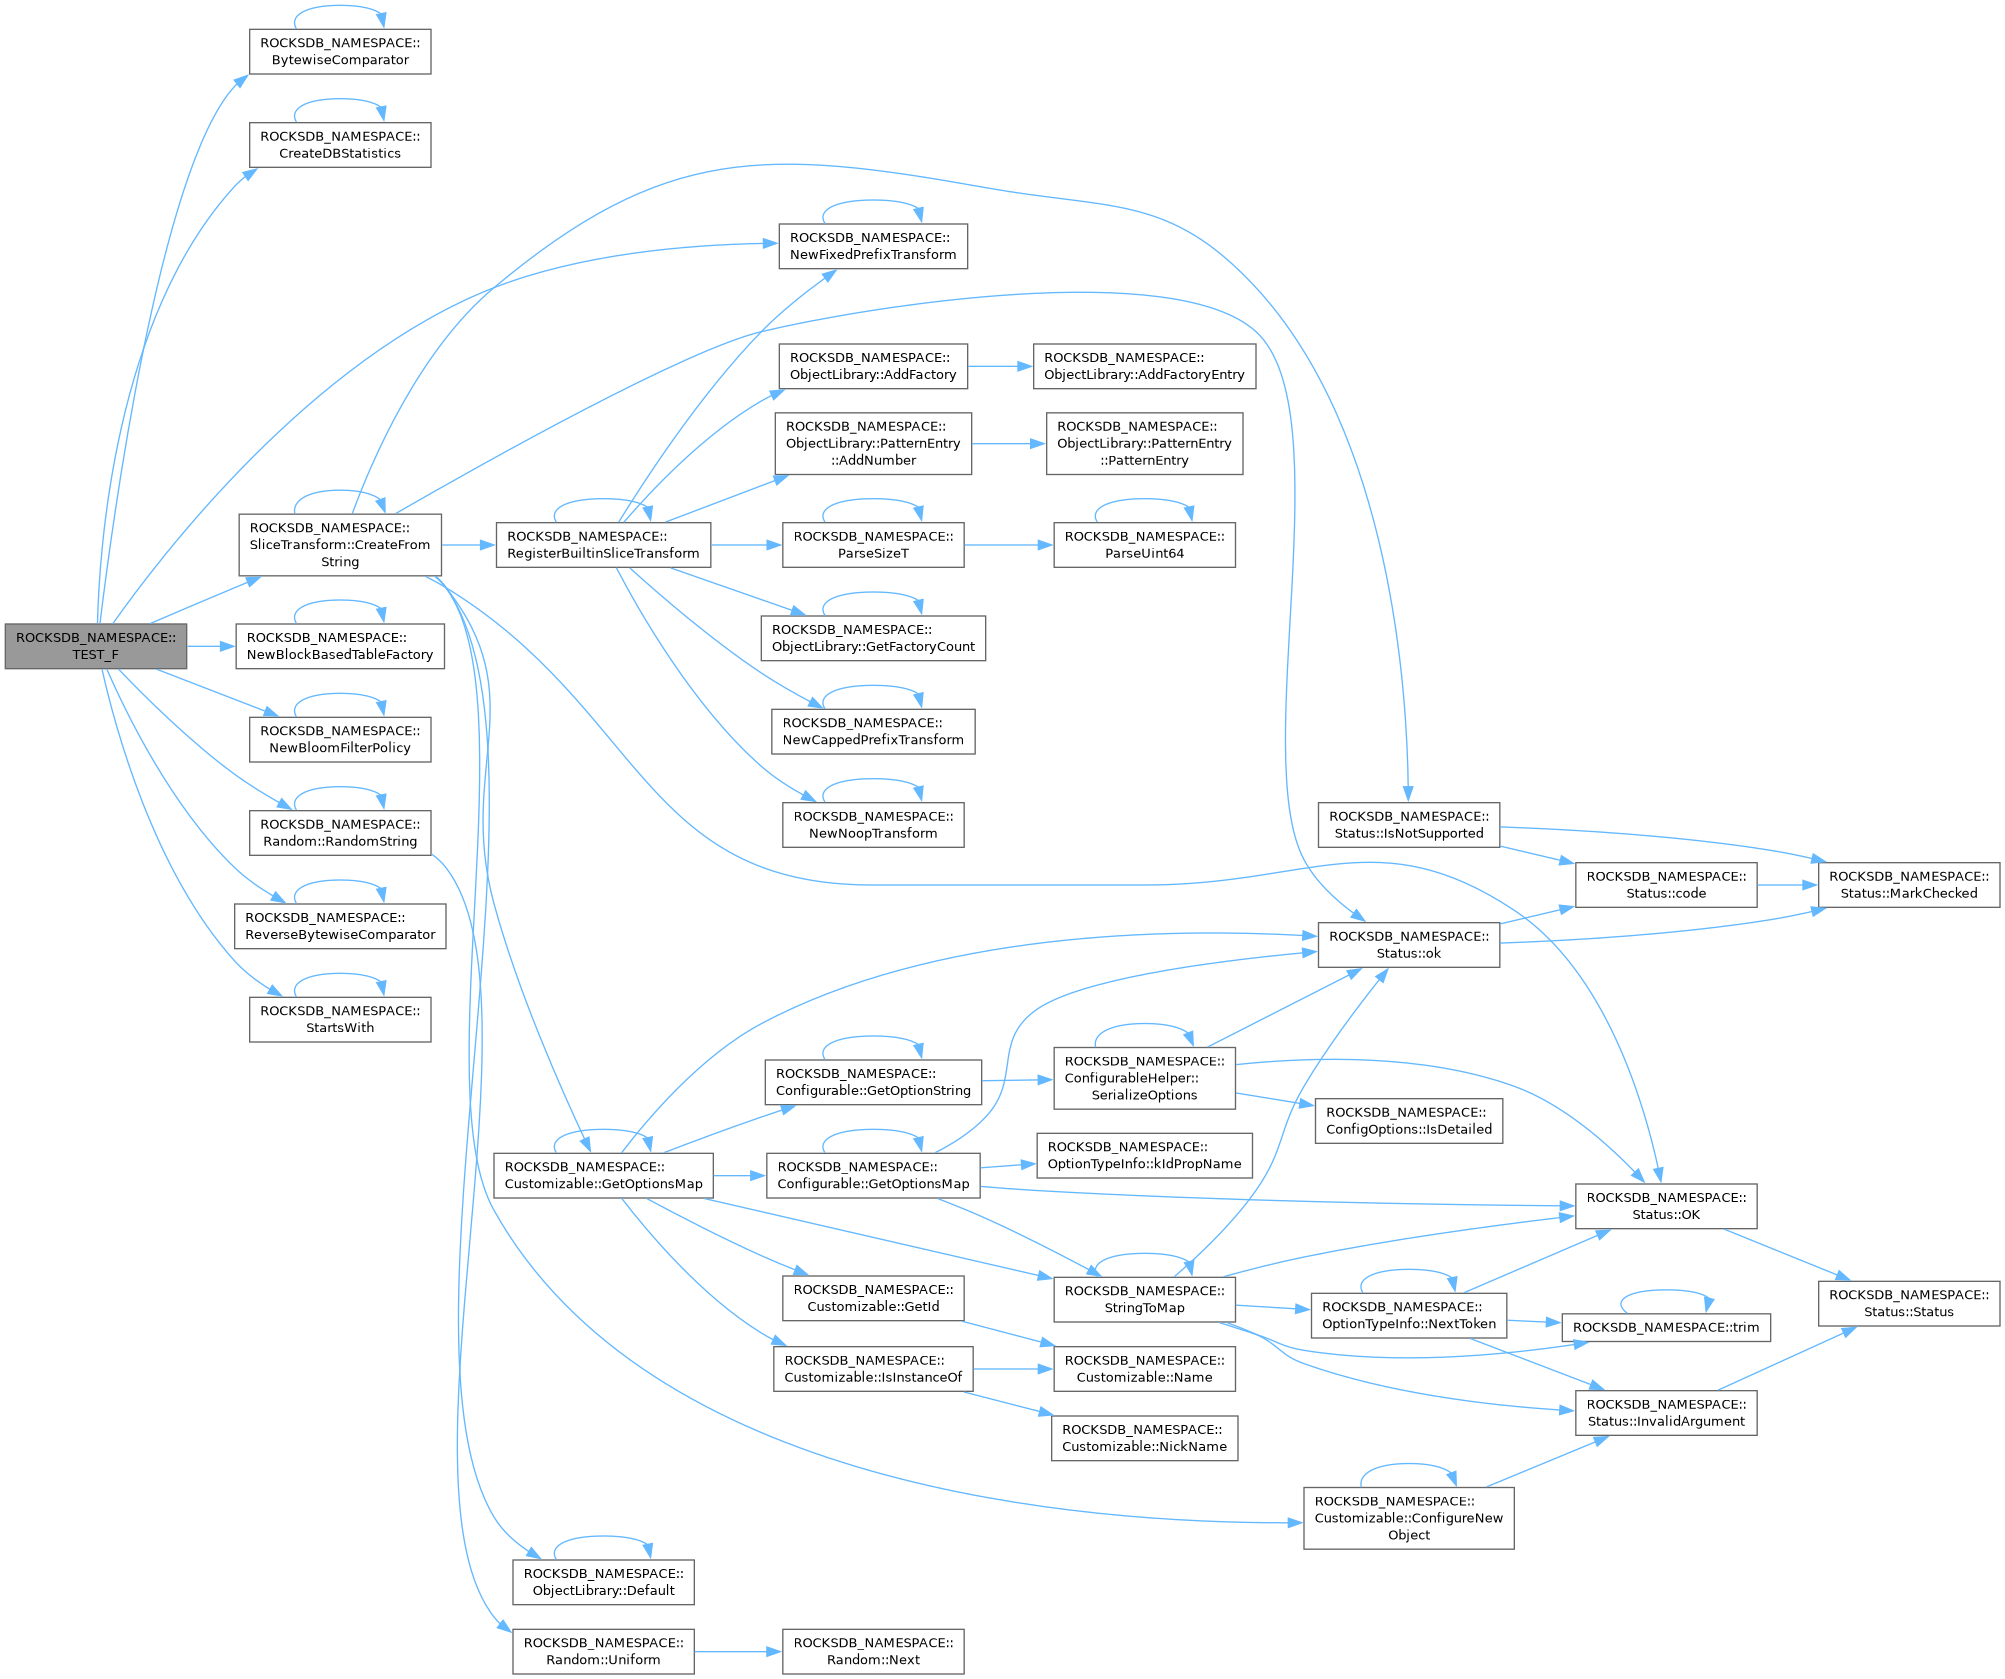 ROCKSDB_NAMESPACE::
TEST_F
ROCKSDB_NAMESPACE::
BytewiseComparator
ROCKSDB_NAMESPACE::
CreateDBStatistics
ROCKSDB_NAMESPACE::
SliceTransform::CreateFrom
String
ROCKSDB_NAMESPACE::
NewBlockBasedTableFactory
ROCKSDB_NAMESPACE::
NewBloomFilterPolicy
ROCKSDB_NAMESPACE::
Random::RandomString
ROCKSDB_NAMESPACE::
ReverseBytewiseComparator
ROCKSDB_NAMESPACE::
StartsWith
ROCKSDB_NAMESPACE::
RegisterBuiltinSliceTransform
ROCKSDB_NAMESPACE::
Customizable::GetOptionsMap
ROCKSDB_NAMESPACE::
ObjectLibrary::Default
ROCKSDB_NAMESPACE::
Random::Uniform
ROCKSDB_NAMESPACE::
NewFixedPrefixTransform
ROCKSDB_NAMESPACE::
ObjectLibrary::AddFactory
ROCKSDB_NAMESPACE::
ObjectLibrary::PatternEntry
::AddNumber
ROCKSDB_NAMESPACE::
ParseSizeT
ROCKSDB_NAMESPACE::
ObjectLibrary::GetFactoryCount
ROCKSDB_NAMESPACE::
NewCappedPrefixTransform
ROCKSDB_NAMESPACE::
NewNoopTransform
ROCKSDB_NAMESPACE::
Configurable::GetOptionString
ROCKSDB_NAMESPACE::
Configurable::GetOptionsMap
ROCKSDB_NAMESPACE::
Customizable::GetId
ROCKSDB_NAMESPACE::
Customizable::IsInstanceOf
ROCKSDB_NAMESPACE::
Random::Next
ROCKSDB_NAMESPACE::
ObjectLibrary::AddFactoryEntry
ROCKSDB_NAMESPACE::
ObjectLibrary::PatternEntry
::PatternEntry
ROCKSDB_NAMESPACE::
ParseUint64
ROCKSDB_NAMESPACE::
ConfigurableHelper::
SerializeOptions
ROCKSDB_NAMESPACE::
OptionTypeInfo::kIdPropName
ROCKSDB_NAMESPACE::
StringToMap
ROCKSDB_NAMESPACE::
Customizable::Name
ROCKSDB_NAMESPACE::
Customizable::NickName
ROCKSDB_NAMESPACE::
Status::IsNotSupported
ROCKSDB_NAMESPACE::
Status::ok
ROCKSDB_NAMESPACE::
ConfigOptions::IsDetailed
ROCKSDB_NAMESPACE::
OptionTypeInfo::NextToken
ROCKSDB_NAMESPACE::
Customizable::ConfigureNew
Object
ROCKSDB_NAMESPACE::
Status::code
ROCKSDB_NAMESPACE::
Status::OK
ROCKSDB_NAMESPACE::trim
ROCKSDB_NAMESPACE::
Status::InvalidArgument
ROCKSDB_NAMESPACE::
Status::MarkChecked
ROCKSDB_NAMESPACE::
Status::Status